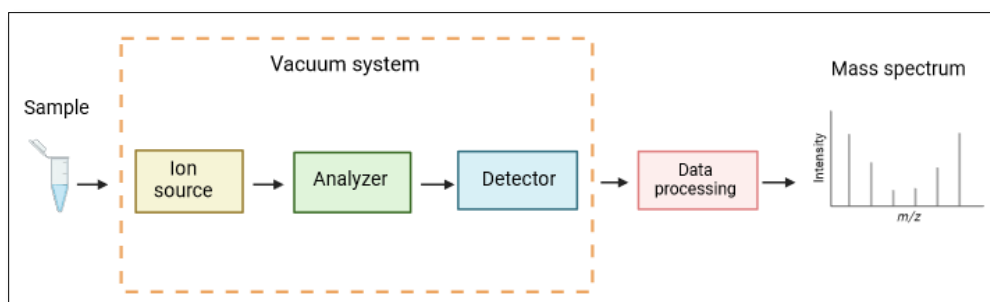 Vacuum system
Mass spectrum
Sample
Ion
source
Analyzer
Detector
Data
processing
Intensity
m/z